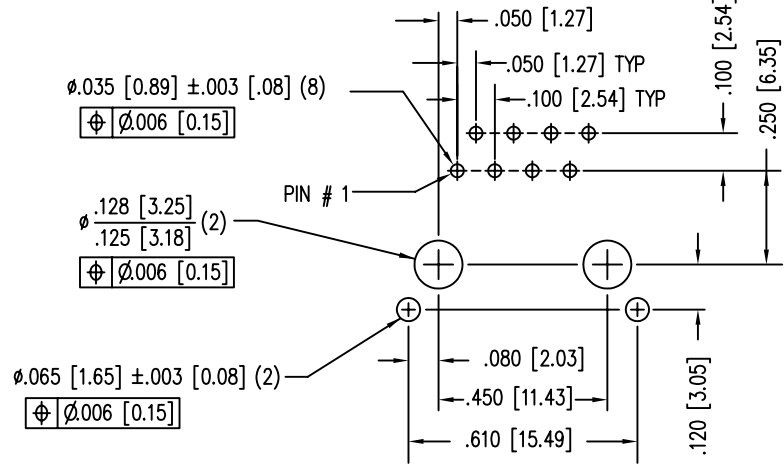 .050 [1.27]
.050 [1.27] TYP
.100 [2.54] TYP
.100 [2.54]
.250 [6.35]
ø.035 [0.89] ±.003 [.08] (8)
⌖ Ø.006 [0.15]
PIN # 1
ø .128 [3.25] (2)
.125 [3.18]
⌖ Ø.006 [0.15]
ø.065 [1.65] ±.003 [0.08] (2)
⌖ Ø.006 [0.15]
.080 [2.03]
.450 [11.43]
.610 [15.49]
.120 [3.05]